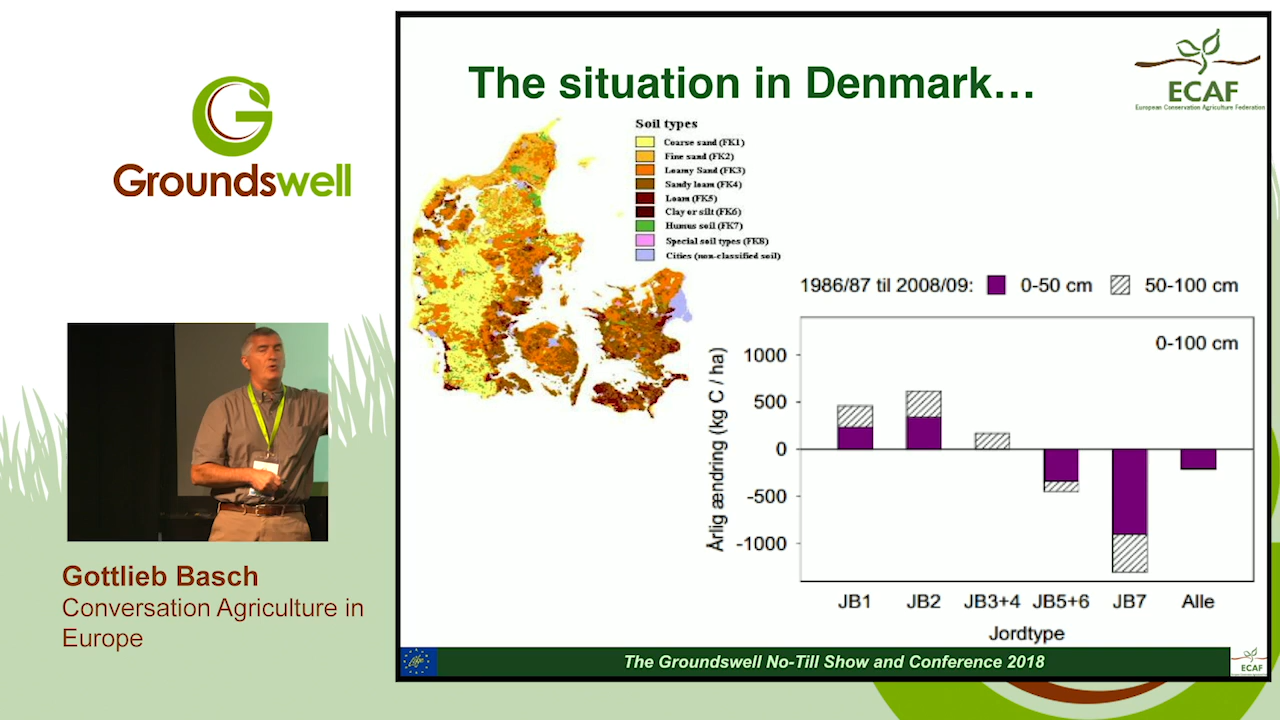 Groundswell
Gottlieb Basch
Conversation Agriculture in
Europe
The situation in Denmark…
ECAF
European Conservation Agriculture Federation
Soil types
Coarse sand (FK1)
Fine sand (FK2)
Loamy Sand (FK3)
Sandy loam (FK4)
Loam (FK5)
Clay or silt (FK6)
Humus soil (FK7)
Special soil types (FK8)
Cities (non-classified soil)
1986/87 til 2008/09: 0-50 cm 50-100 cm
0-100 cm
Årlig ændring (kg C / ha)
1000
500
0
-500
-1000
JB1 JB2 JB3+4 JB5+6 JB7 Alle
Jordtype
life
The Groundswell No-Till Show and Conference 2018
ECAF